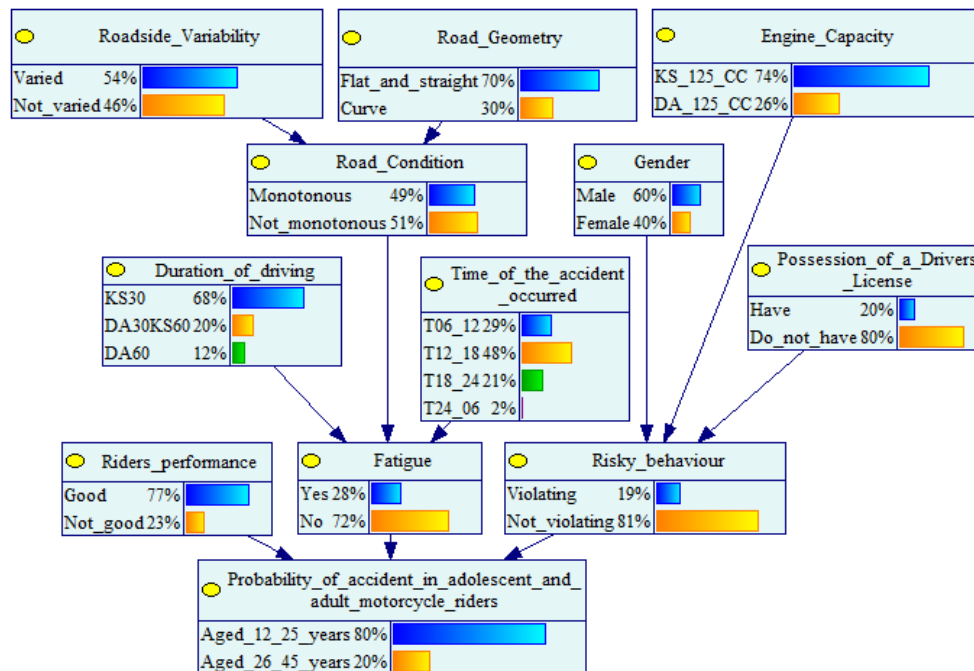 Roadside_Variability
Varied 54%
Not_varied 46%
Road_Geometry
Flat_and_straight 70%
Curve 30%
Engine_Capacity
KS_125_CC 74%
DA_125_CC 26%
Road_Condition
Monotonous 49%
Not_monotonous 51%
Gender
Male 60%
Female 40%
Duration_of_driving
KS30 68%
DA30KS60 20%
DA60 12%
Time_of_the_accident
_occurred
T06_12 29%
T12_18 48%
T18_24 21%
T24_06 2%
Possession_of_a_Drivers
_License
Have 20%
Do_not_have 80%
Riders_performance
Good 77%
Not_good 23%
Fatigue
Yes 28%
No 72%
Risky_behaviour
Violating 19%
Not_violating 81%
Probability_of_accident_in_adolescent_and_
adult_motorcycle_riders
Aged_12_25_years 80%
Aged_26_45_years 20%